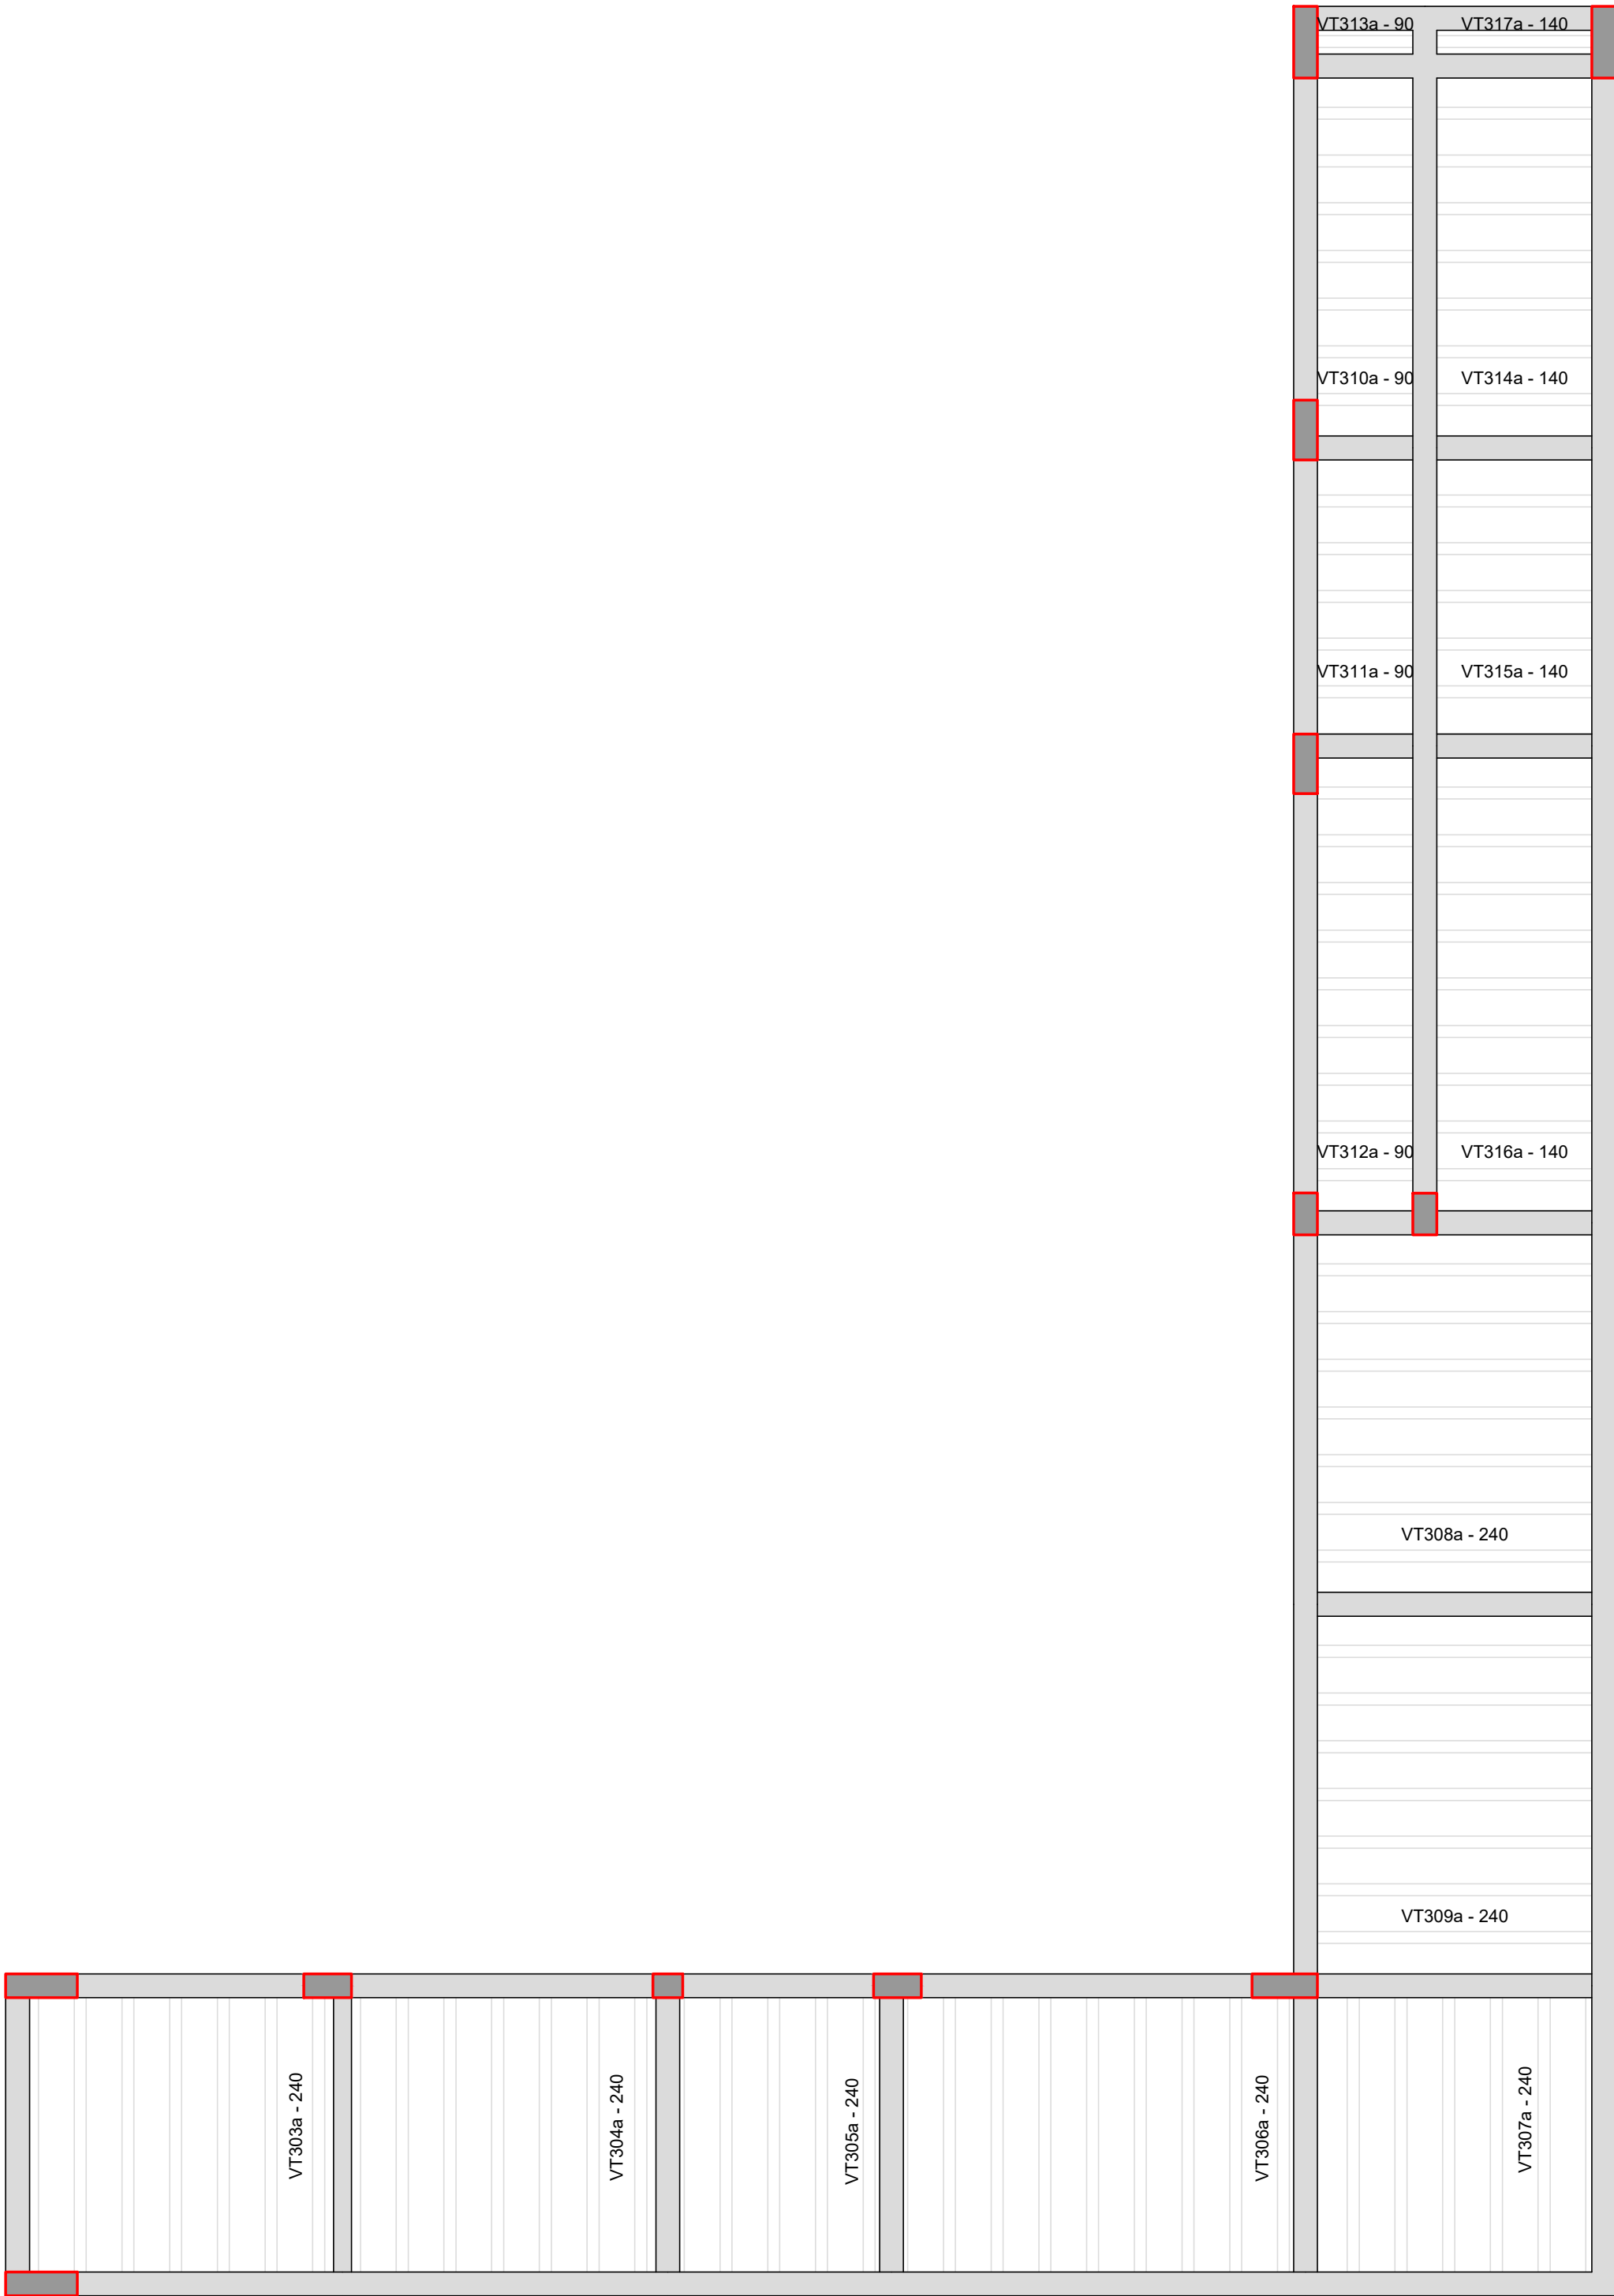 VT313a - 90
VT317a - 140
VT310a - 90
VT314a - 140
VT311a - 90
VT315a - 140
VT312a - 90
VT316a - 140
VT308a - 240
VT309a - 240
VT303a - 240
VT304a - 240
VT305a - 240
VT306a - 240
VT307a - 240